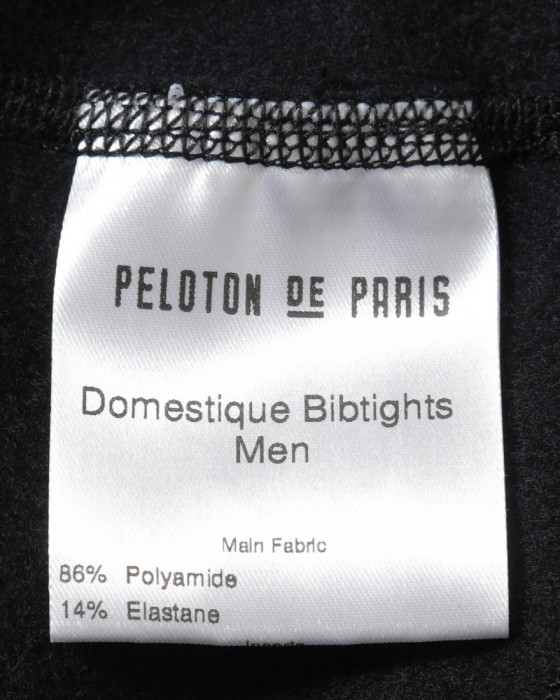 PELOTON DE PARIS
Domestique Bibtights
Men
Main Fabric
86% Polyamide
14% Elastane